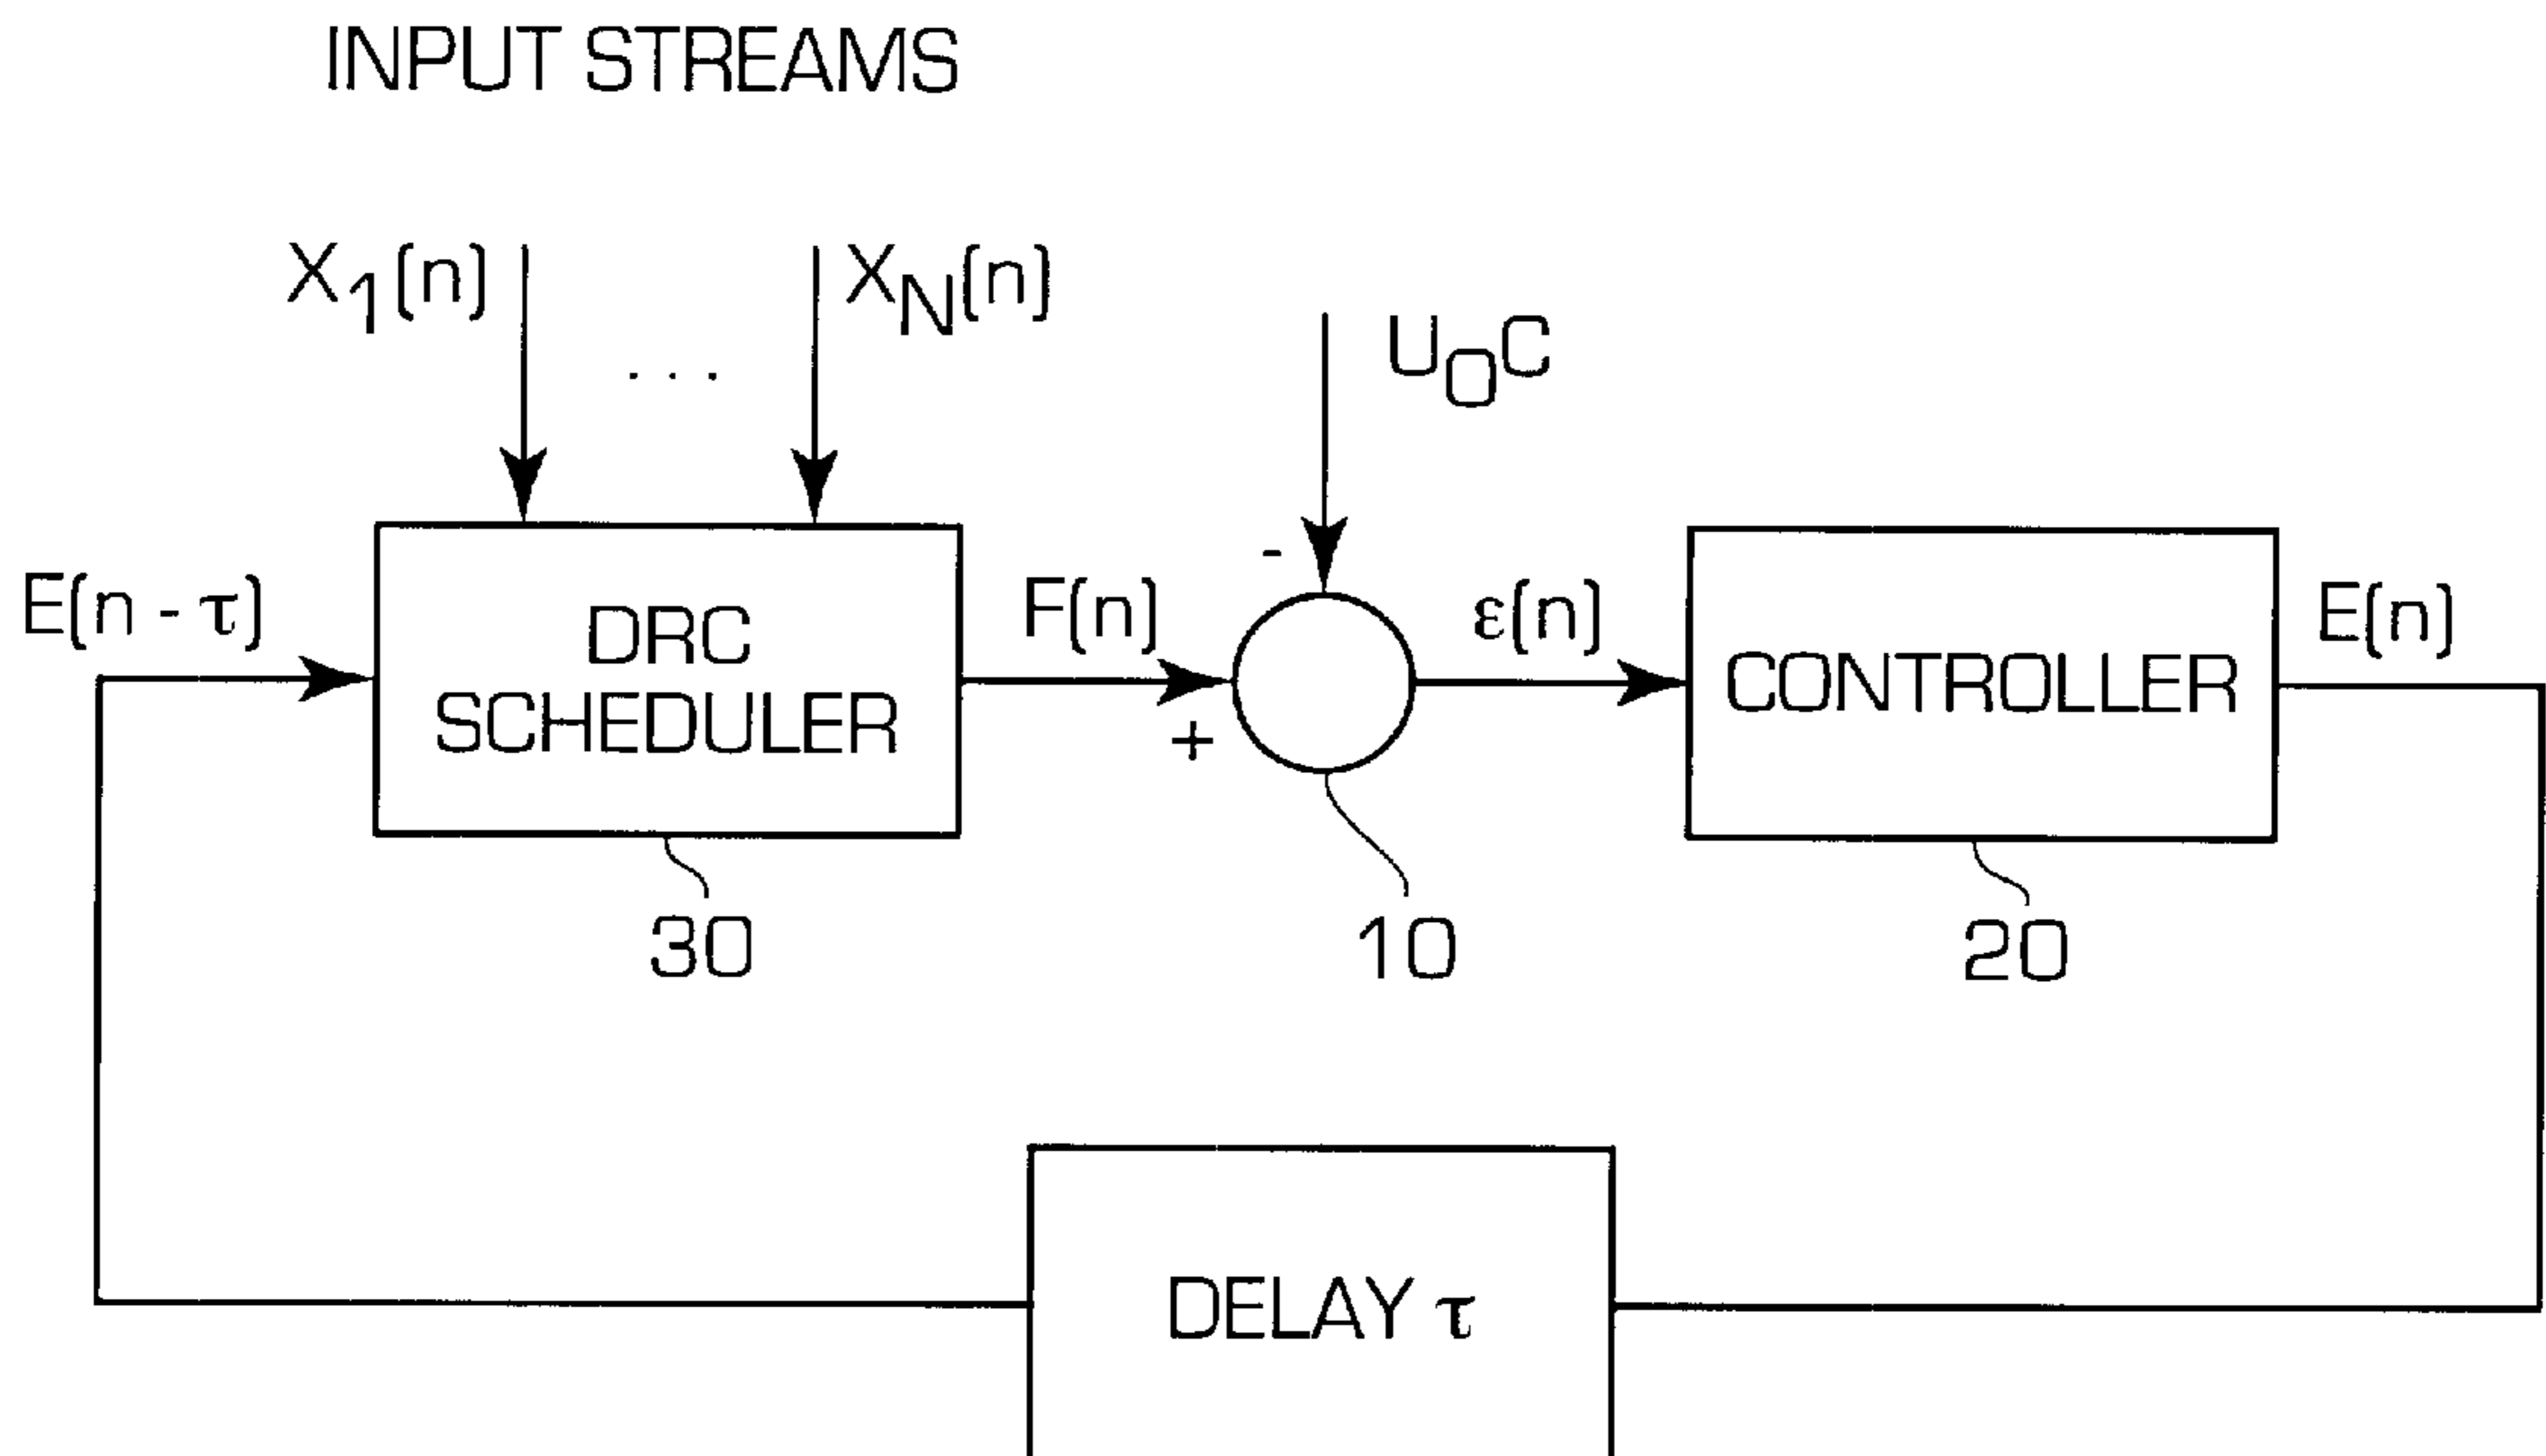 INPUT STREAMS
X1(n)
. . .
XN(n)
U0C
-
E(n - τ)
DRC
SCHEDULER
F(n)
+
ε(n)
CONTROLLER
E(n)
30
10
20
DELAY τ